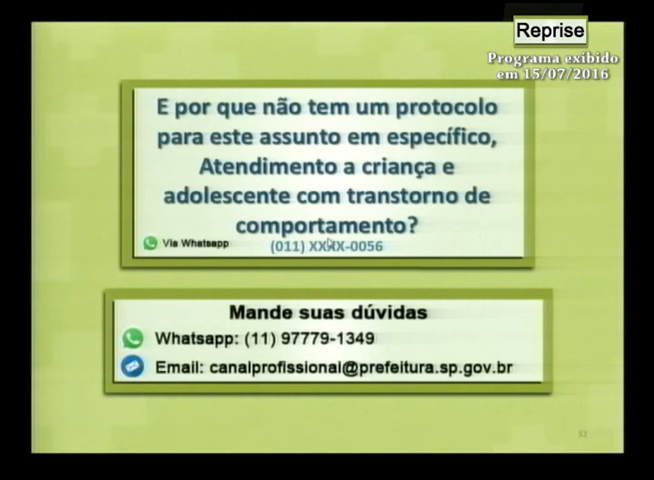 Reprise
Programa exibido
em 15/07/2016
E por que não tem um protocolo
para este assunto em específico,
Atendimento a criança e
adolescente com transtorno de
comportamento?
Via Whatsapp
(011) XXXX-0056
Mande suas dúvidas
Whatsapp: (11) 97779-1349
Email: canalprofissional@prefeitura.sp.gov.br
32